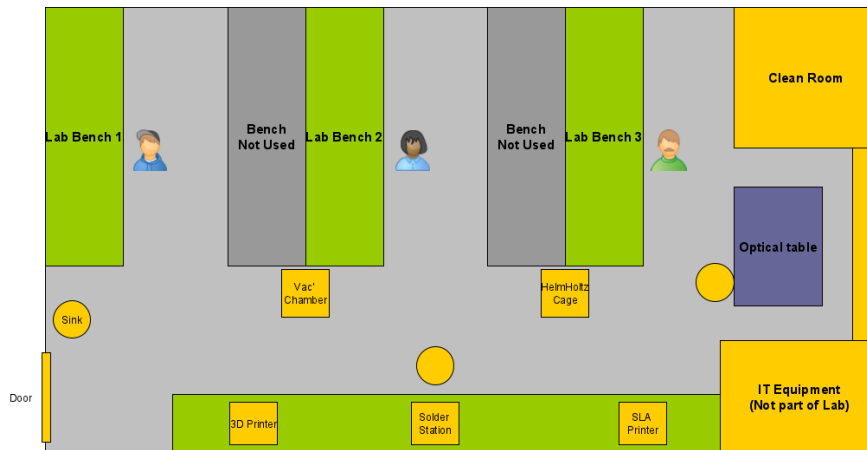 Clean Room
Lab Bench 1
Bench
Not Used
Lab Bench 2
Bench
Not Used
Lab Bench 3
Optical table
Vac'
Chamber
HelmHoltz
Cage
Sink
Door
IT Equipment
(Not part of Lab)
3D Printer
Solder
Station
SLA
Printer